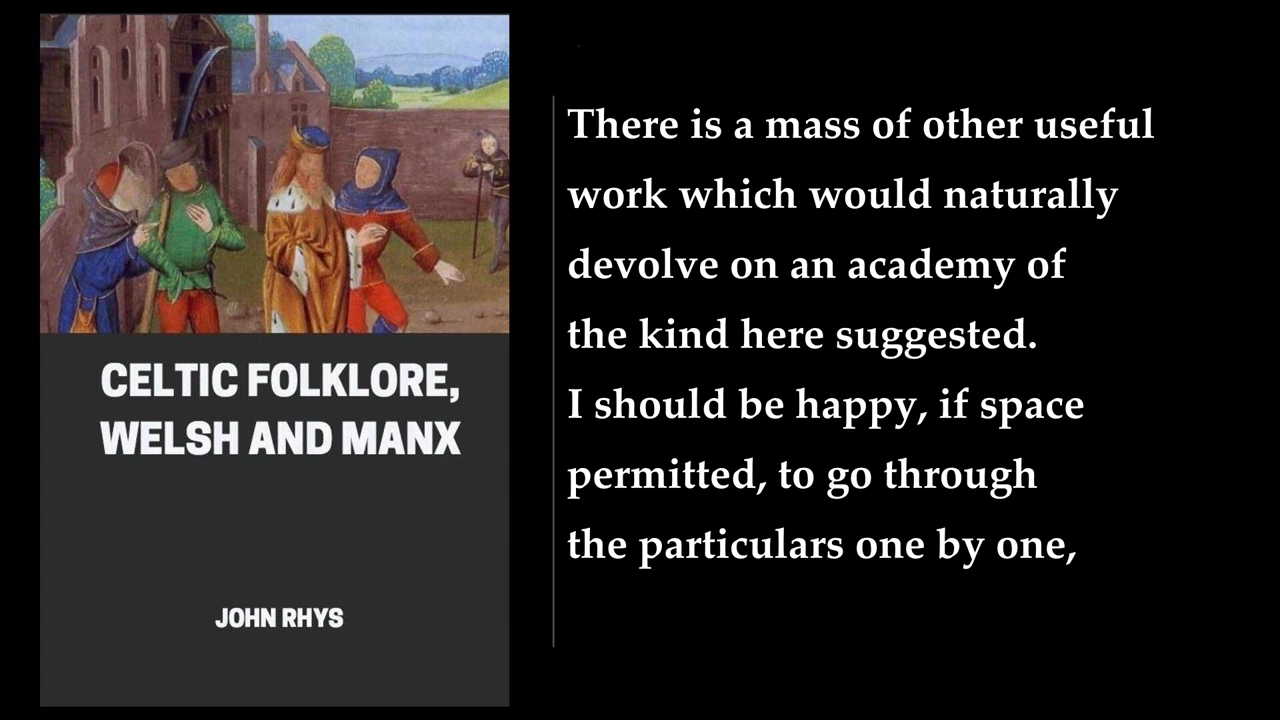 CELTIC FOLKLORE,
WELSH AND MANX
JOHN RHYS
There is a mass of other useful
work which would naturally
devolve on an academy of
the kind here suggested.
I should be happy, if space
permitted, to go through
the particulars one by one,